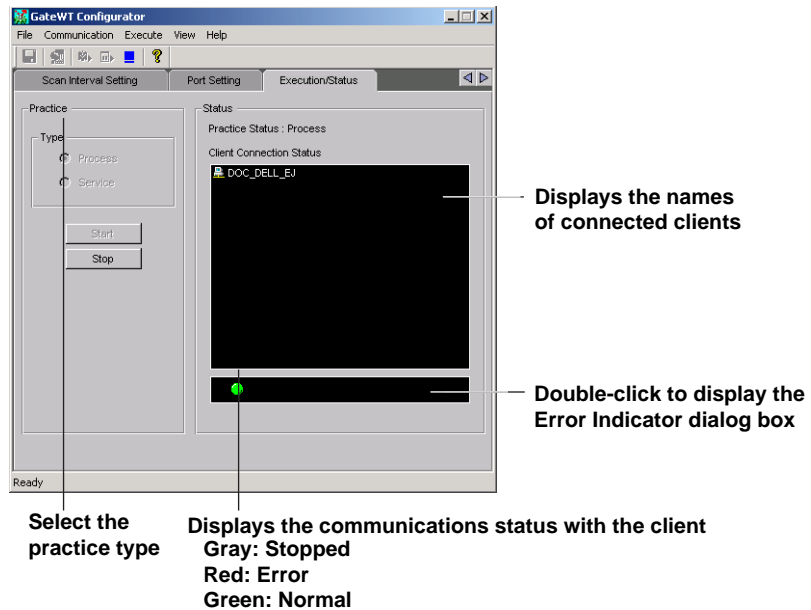 GateWT Configurator
File Communication Execute View Help
Scan Interval Setting Port Setting Execution/Status
Practice
Type
Process
Service
Start
Stop
Status
Practice Status : Process
Client Connection Status
DOC_DELL_EJ
Ready
Displays the names
of connected clients
Double-click to display the
Error Indicator dialog box
Select the
practice type
Displays the communications status with the client
Gray: Stopped
Red: Error
Green: Normal